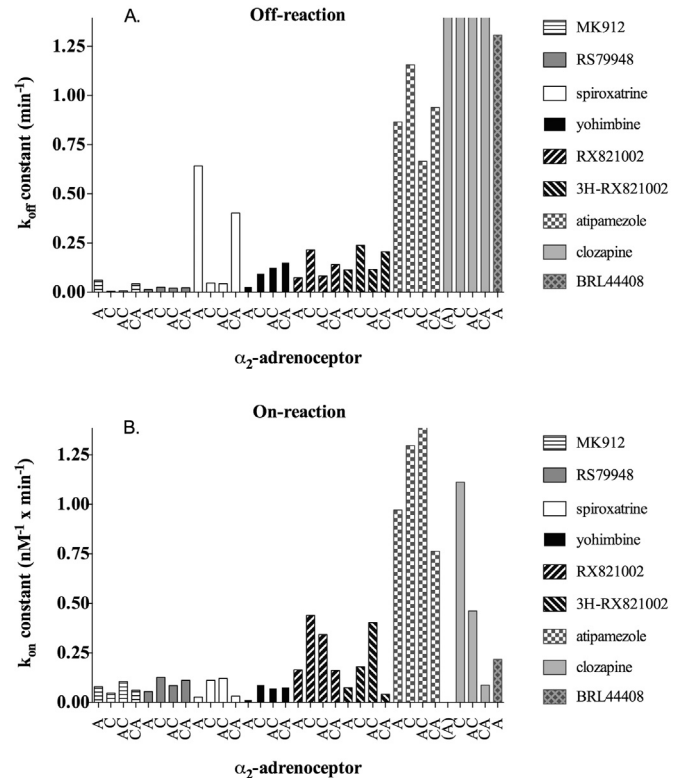 A.
Off-reaction
koff constant (min-1)
1.25
1.00
0.75
0.50
0.25
0.00
A C AC CA A C AC CA A C AC CA A C AC CA A C AC CA A C AC CA A C AC CA (A) C AC CA A
α2-adrenoceptor
MK912
RS79948
spiroxatrine
yohimbine
RX821002
3H-RX821002
atipamezole
clozapine
BRL44408
B.
On-reaction
kon constant (nM-1 x min-1)
1.25
1.00
0.75
0.50
0.25
0.00
A C AC CA A C AC CA A C AC CA A C AC CA A C AC CA A C AC CA A C AC CA (A) C AC CA A
α2-adrenoceptor
MK912
RS79948
spiroxatrine
yohimbine
RX821002
3H-RX821002
atipamezole
clozapine
BRL44408